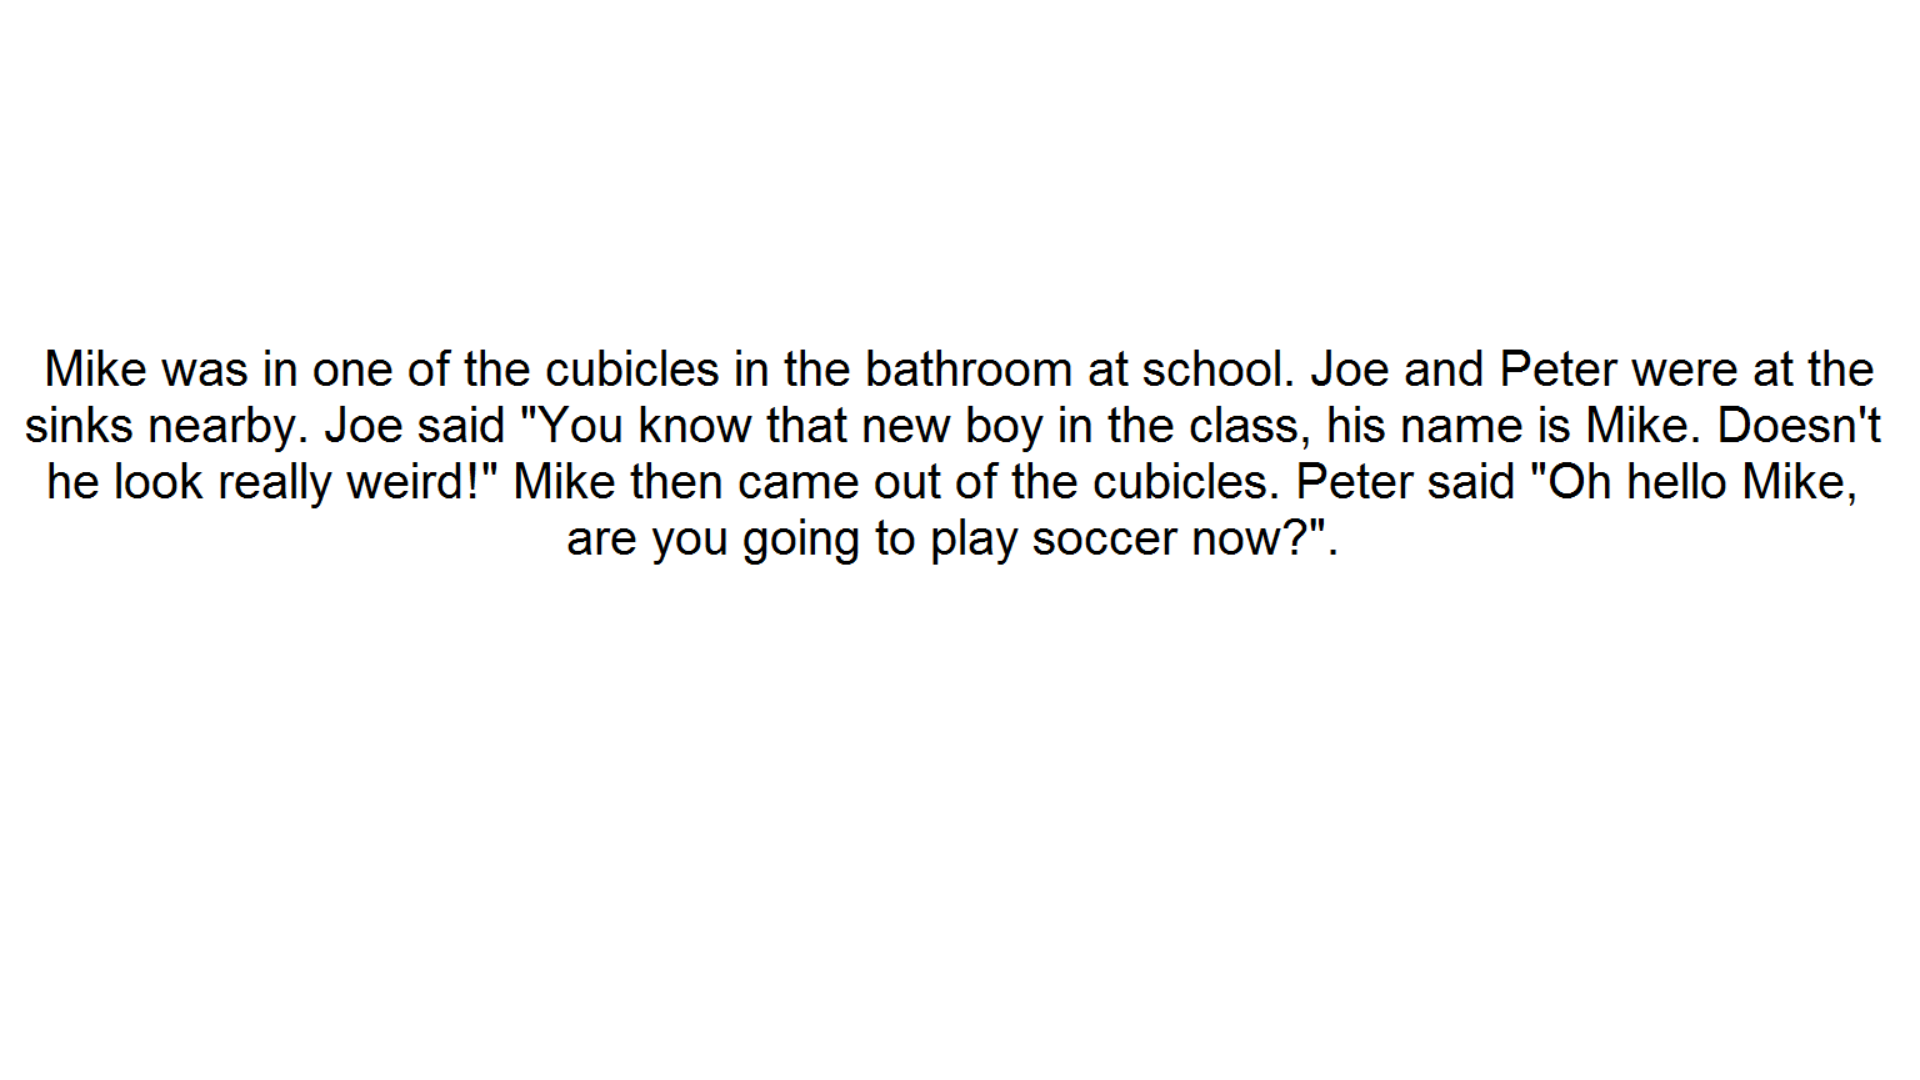 Mike was in one of the cubicles in the bathroom at school. Joe and Peter were at the
sinks nearby. Joe said "You know that new boy in the class, his name is Mike. Doesn't
he look really weird!" Mike then came out of the cubicles. Peter said "Oh hello Mike,
are you going to play soccer now?".